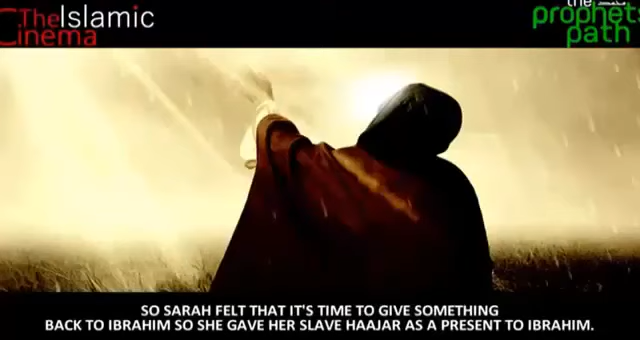 TheIslamic
Cinema
the
prophets
path
SO SARAH FELT THAT IT'S TIME TO GIVE SOMETHING
BACK TO IBRAHIM SO SHE GAVE HER SLAVE HAAJAR AS A PRESENT TO IBRAHIM.